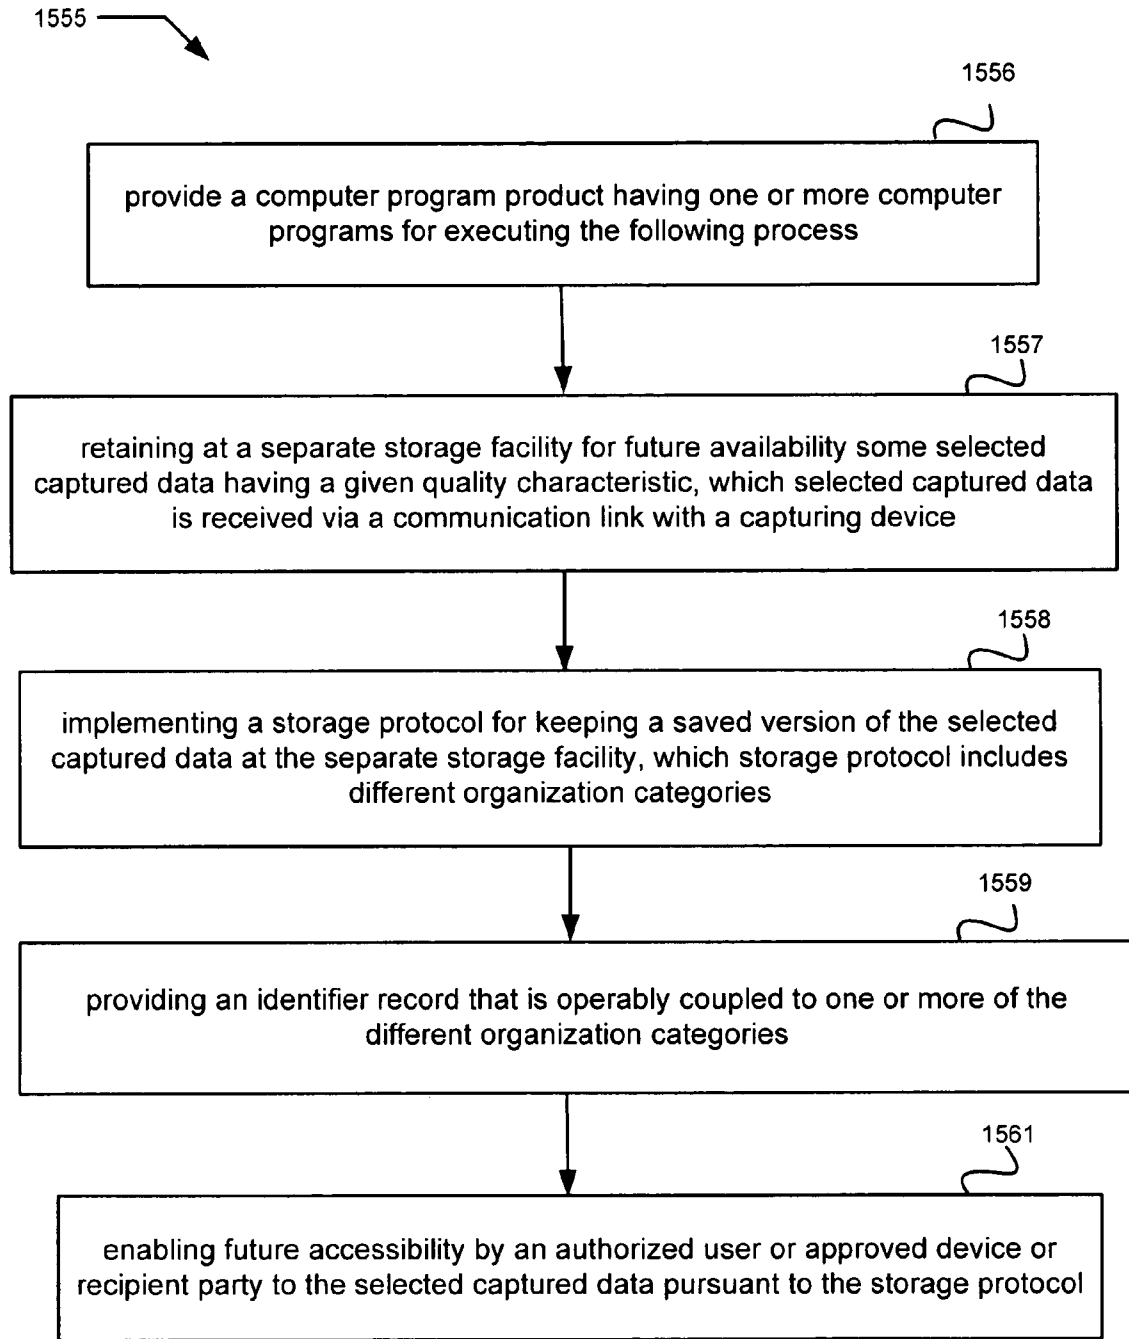 1555
1556
provide a computer program product having one or more computer
programs for executing the following process
1557
retaining at a separate storage facility for future availability some selected
captured data having a given quality characteristic, which selected captured data
is received via a communication link with a capturing device
1558
implementing a storage protocol for keeping a saved version of the selected
captured data at the separate storage facility, which storage protocol includes
different organization categories
1559
providing an identifier record that is operably coupled to one or more of the
different organization categories
1561
enabling future accessibility by an authorized user or approved device or
recipient party to the selected captured data pursuant to the storage protocol